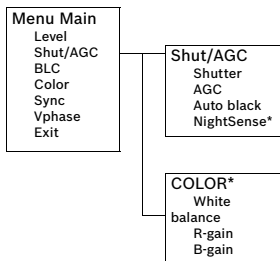 Menu Main
Level
Shut/AGC
BLC
Color
Sync
Vphase
Exit
Shut/AGC
Shutter
AGC
Auto black
NightSense*
COLOR*
White
balance
R-gain
B-gain